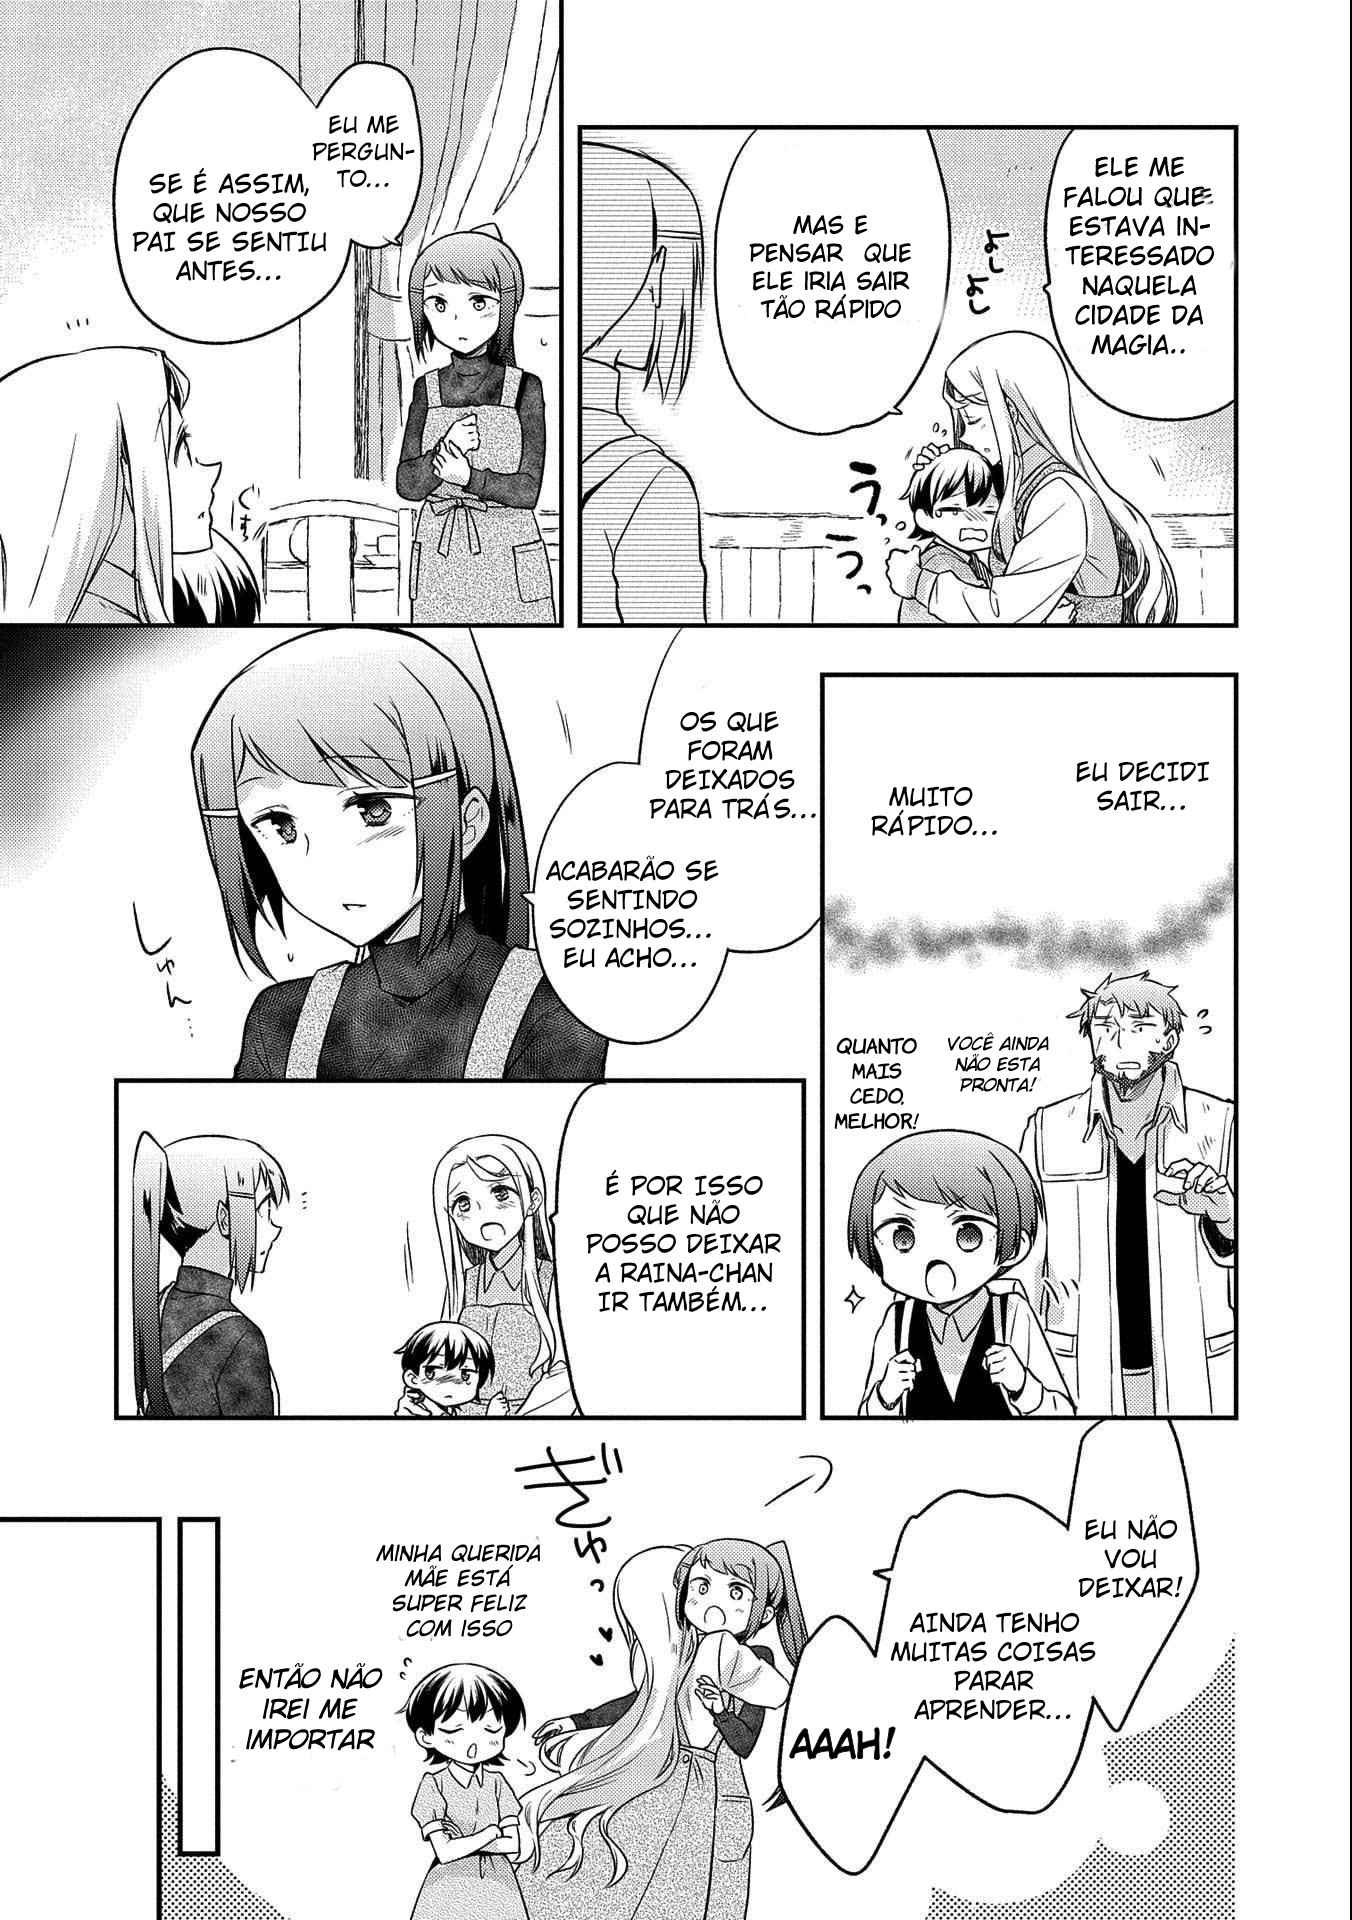 ELE ME
FALOU QUE
ESTAVA IN-
TERESSADO
NAQUELA
CIDADE DA
MAGIA..
よし
よし
MAS E
PENSAR QUE
ELE IRIA SAIR
TÃO RÁPIDO
EU ME
PERGUN-
TO...
SE É ASSIM,
QUE NOSSO
PAI SE SENTIU
ANTES...
EU DECIDI
SAIR...
MUITO
RÁPIDO...
VOCÊ AINDA
NÃO ESTA
PRONTA!
QUANTO
MAIS
CEDO,
MELHOR!
OS QUE
FORAM
DEIXADOS
PARA TRÁS...
ACABARÃO SE
SENTINDO
SOZINHOS...
EU ACHO...
しゅん…
É POR ISSO
QUE NÃO
POSSO DEIXAR
A RAINA-CHAN
IR TAMBÉM...
EU NÃO
VOU
DEIXAR!
AINDA TENHO
MUITAS COISAS
PARAR
APRENDER...
AAAH!
ぎゅ
MINHA QUERIDA
MÃE ESTÁ
SUPER FELIZ
COM ISSO
ENTÃO NÃO
IREI ME
IMPORTAR